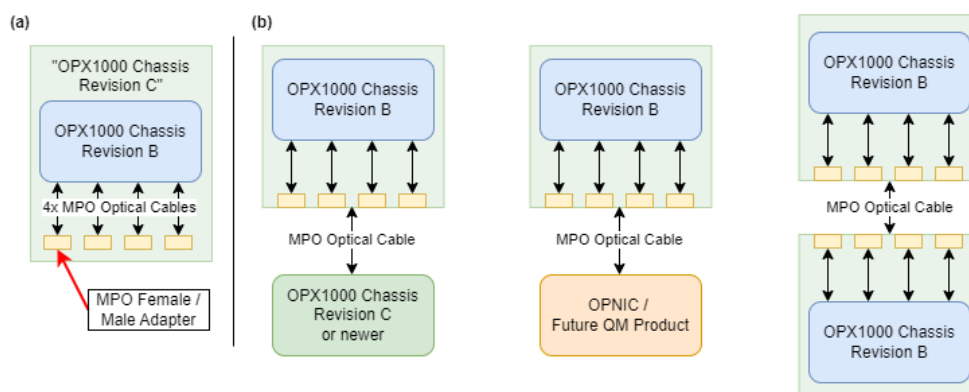 (a)
"OPX1000 Chassis
Revision C"
OPX1000 Chassis
Revision B
4x MPO Optical Cables
MPO Female /
Male Adapter
(b)
OPX1000 Chassis
Revision B
MPO Optical Cable
OPX1000 Chassis
Revision C
or newer
OPX1000 Chassis
Revision B
MPO Optical Cable
OPNIC /
Future QM Product
OPX1000 Chassis
Revision B
MPO Optical Cable
OPX1000 Chassis
Revision B